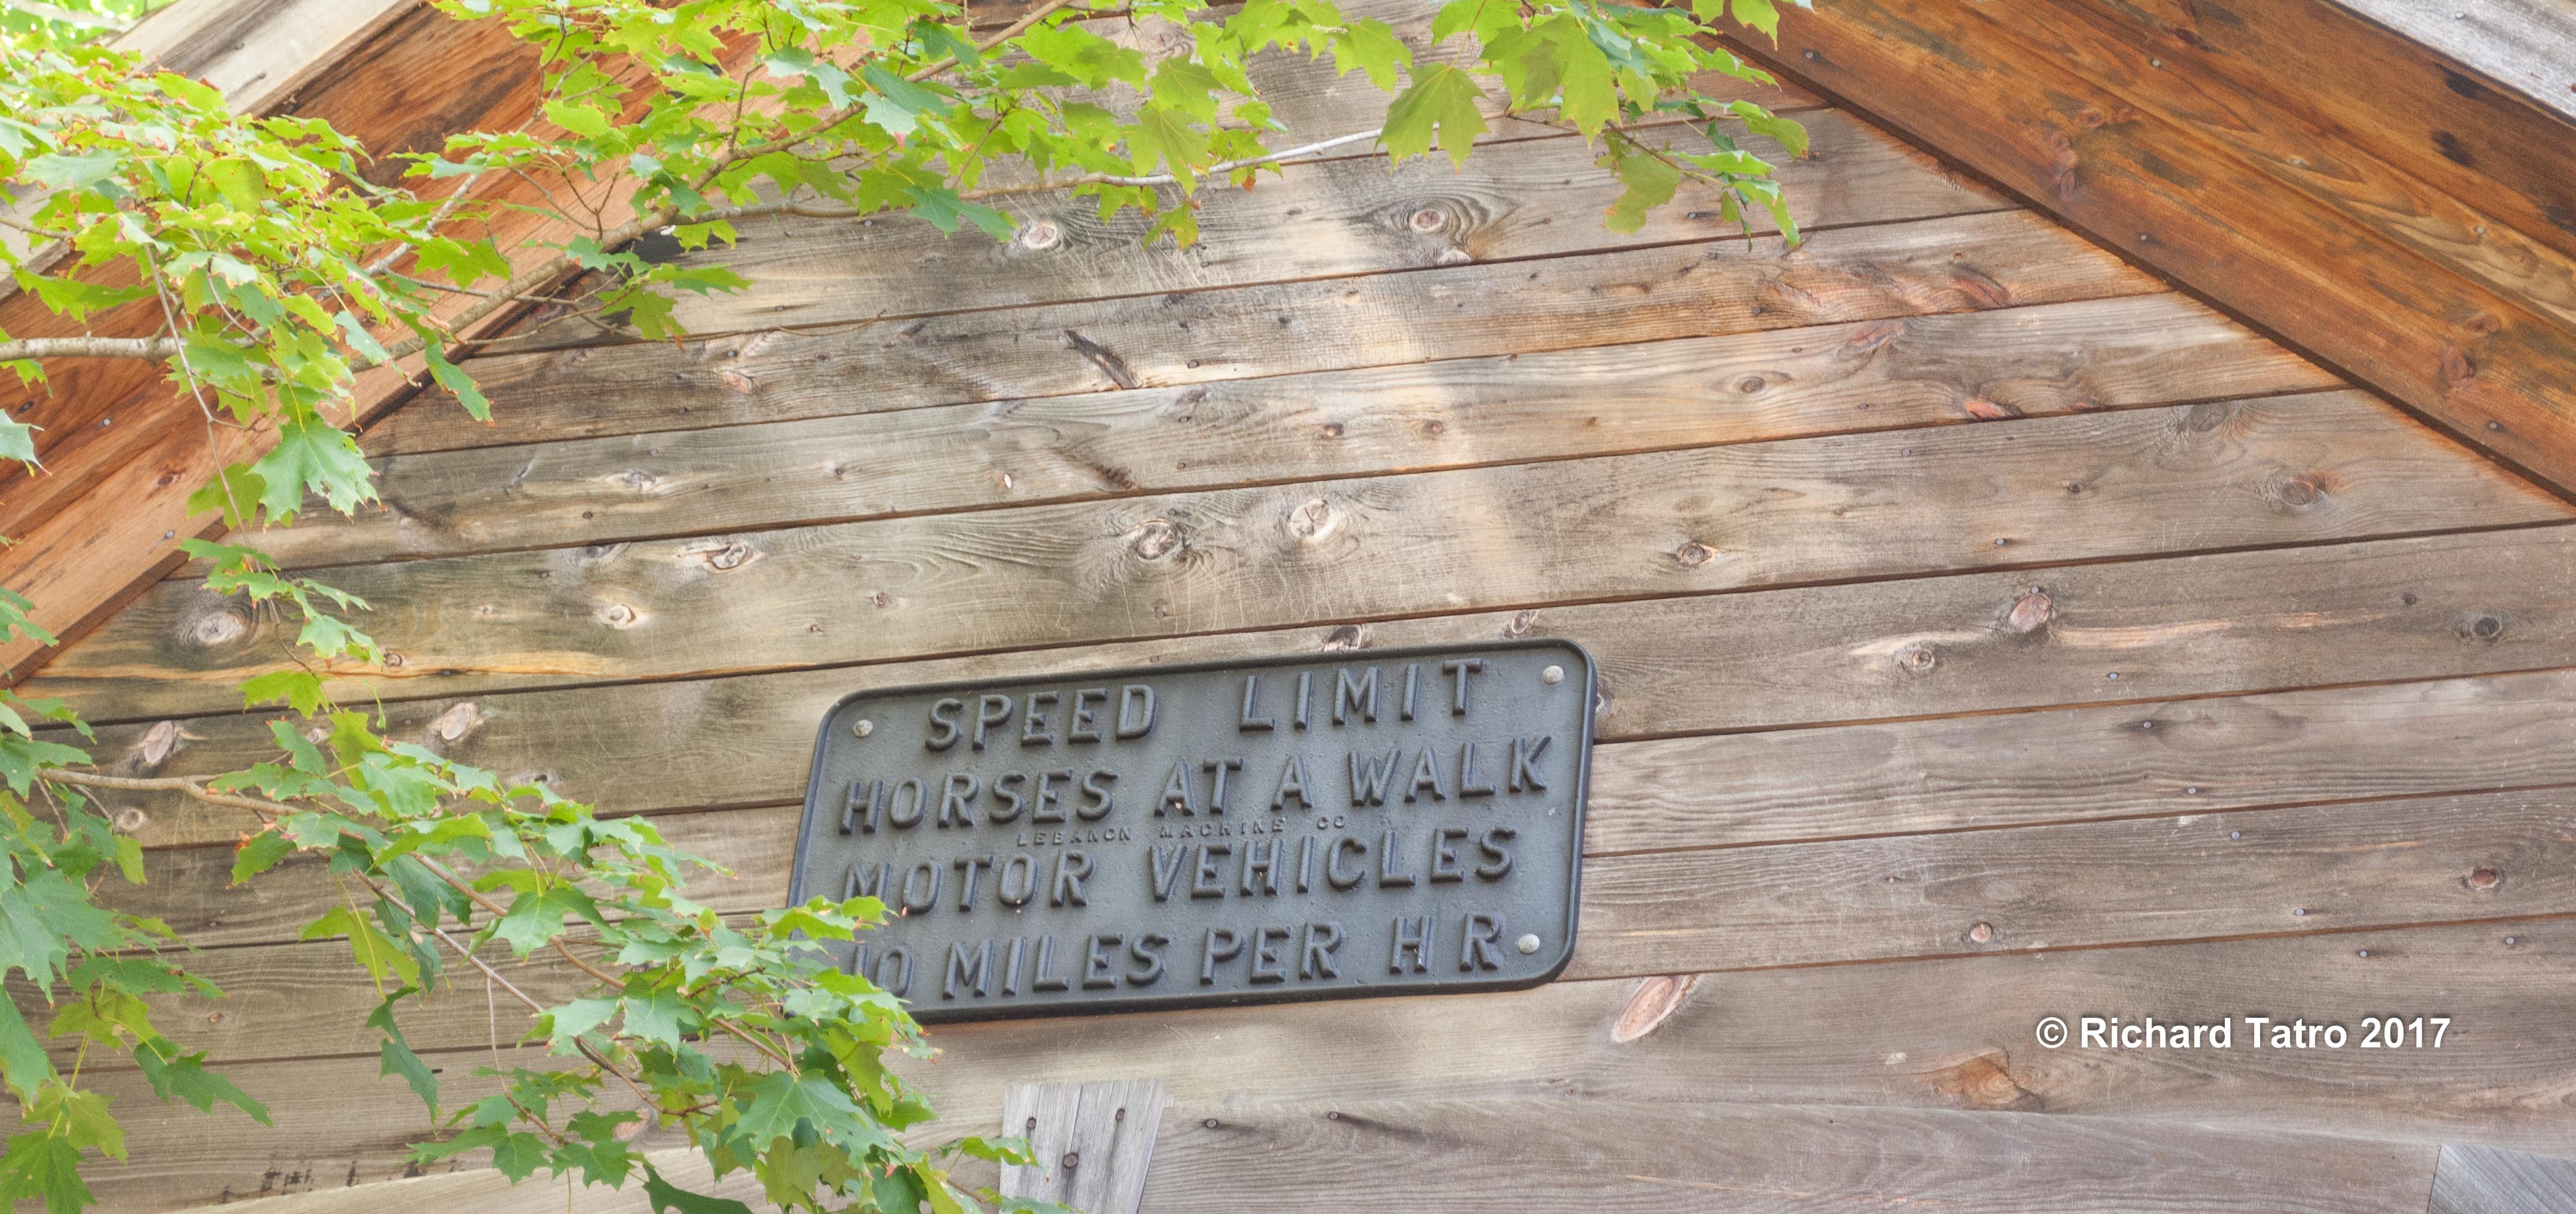 SPEED LIMIT
HORSES AT A WALK
LEBANON MACHINE CO
MOTOR VEHICLES
10 MILES PER HR
© Richard Tatro 2017